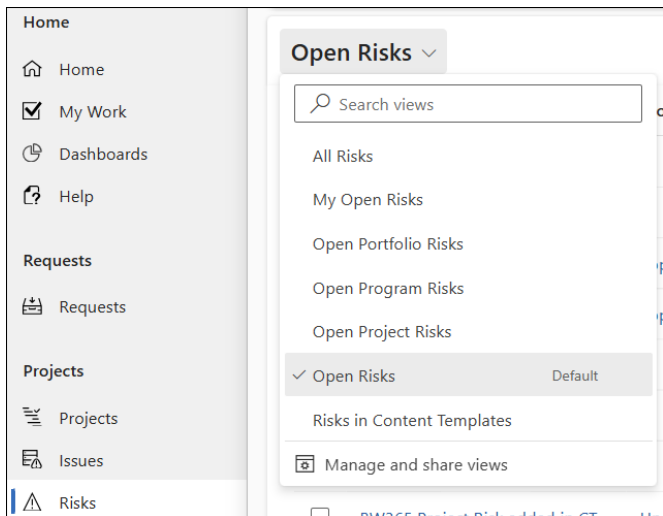 Home
Home
My Work
Dashboards
Help
Requests
Requests
Projects
Projects
Issues
Risks
Open Risks
Search views
All Risks
My Open Risks
Open Portfolio Risks
Open Program Risks
Open Project Risks
Open Risks Default
Risks in Content Templates
Manage and share views